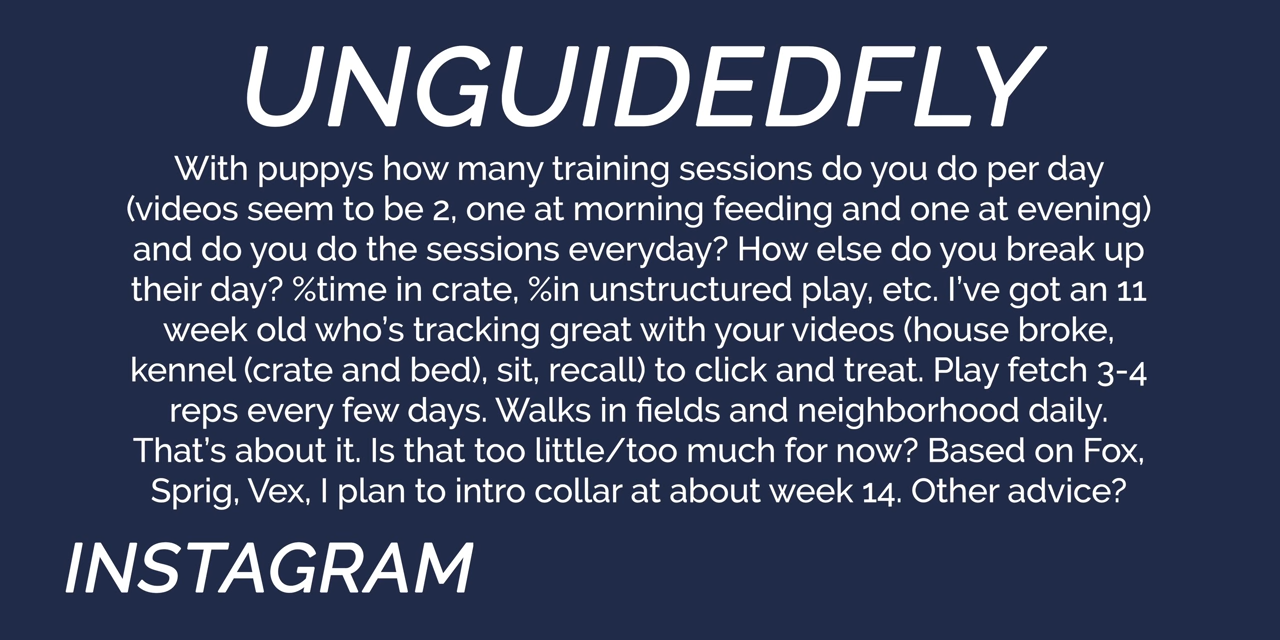 UNGUIDEDFLY
With puppys how many training sessions do you do per day
(videos seem to be 2, one at morning feeding and one at evening)
and do you do the sessions everyday? How else do you break up
their day? %time in crate, %in unstructured play, etc. I’ve got an 11
week old who’s tracking great with your videos (house broke,
kennel (crate and bed), sit, recall) to click and treat. Play fetch 3-4
reps every few days. Walks in fields and neighborhood daily.
That’s about it. Is that too little/too much for now? Based on Fox,
Sprig, Vex, I plan to intro collar at about week 14. Other advice?
INSTAGRAM